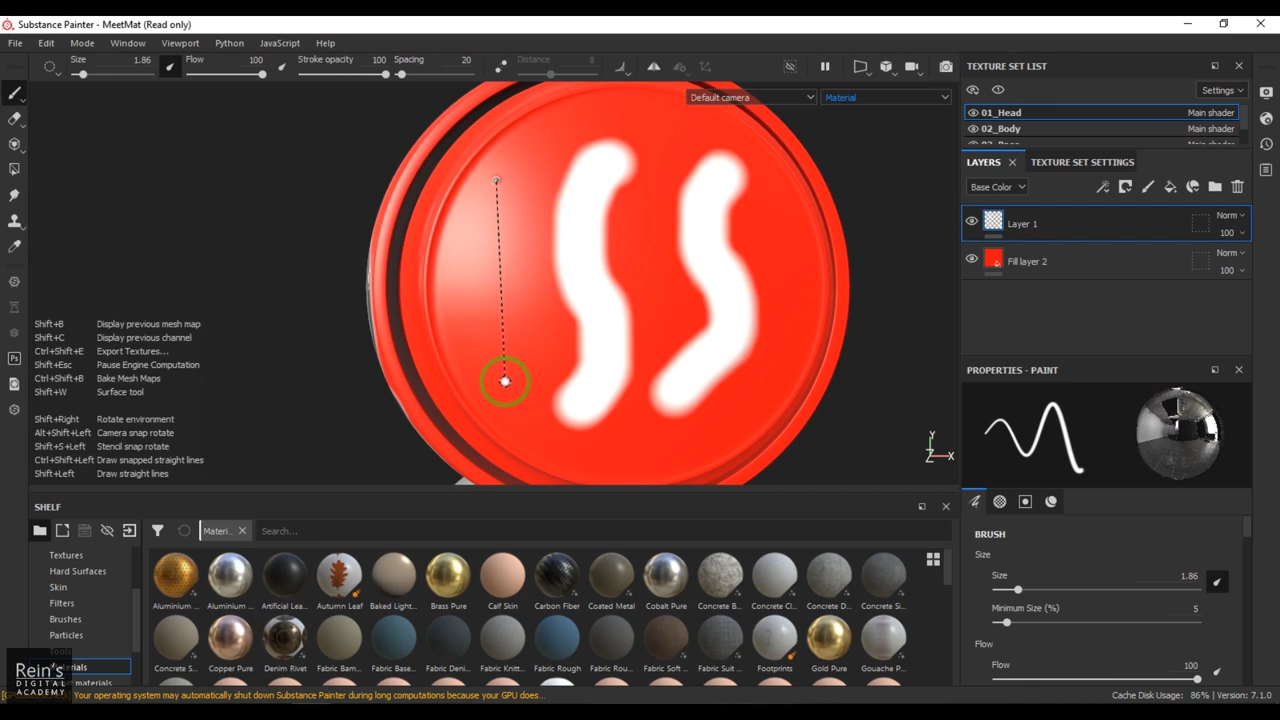 Substance Painter - MeetMat (Read only)
File Edit Mode Window Viewport Python JavaScript Help
Size 1.86 Flow 100 Stroke opacity 100 Spacing 20 Distance 8
Default camera Material
TEXTURE SET LIST
Settings
01_Head Main shader
02_Body Main shader
LAYERS TEXTURE SET SETTINGS
Base Color
Layer 1 Norm 100
Fill layer 2 Norm 100
Shift+B Display previous mesh map
Shift+C Display previous channel
Ctrl+Shift+E Export Textures...
Shift+Esc Pause Engine Computation
Ctrl+Shift+B Bake Mesh Maps
Shift+W Surface tool
Shift+Right Rotate environment
Alt+Shift+Left Camera snap rotate
Shift+S+Left Stencil snap rotate
Ctrl+Shift+Left Draw snapped straight lines
Shift+Left Draw straight lines
Y
Z X
PROPERTIES - PAINT
BRUSH
Size
Size 1.86
Minimum Size (%) 5
Flow
Flow 100
SHELF
Materi... Search...
Textures
Hard Surfaces
Skin
Filters
Brushes
Particles
Tools
Aluminium ... Aluminium ... Artificial Lea... Autumn Leaf Baked Light... Brass Pure Calf Skin Carbon Fiber Coated Metal Cobalt Pure Concrete B... Concrete Cl... Concrete D... Concrete Si...
Concrete S... Copper Pure Denim Rivet Fabric Bam... Fabric Base... Fabric Deni... Fabric Knitt... Fabric Rough Fabric Rou... Fabric Soft ... Fabric Suit ... Footprints Gold Pure Gouache P...
Rein's
DIGITAL
ACADEMY
Your operating system may automatically shut down Substance Painter during long computations because your GPU does...
Cache Disk Usage: 86% | Version: 7.1.0